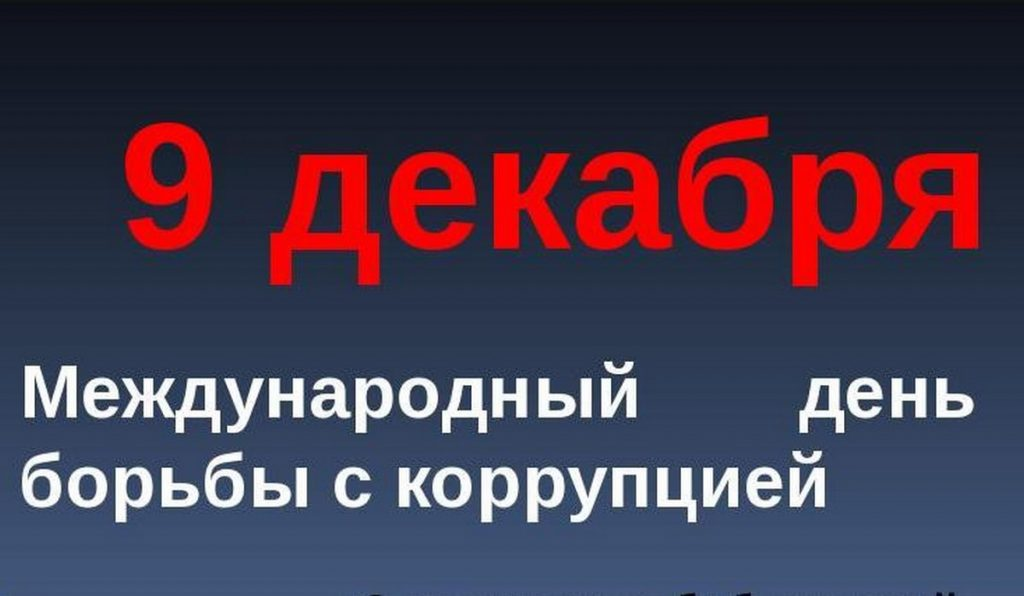 9 декабря
Международный день
борьбы с коррупцией